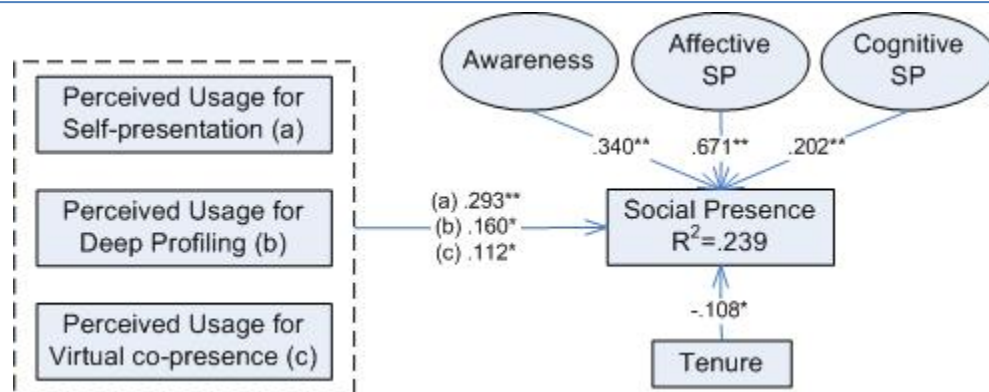 Awareness
Affective
SP
Cognitive
SP
Perceived Usage for
Self-presentation (a)
.340**
.671**
.202**
Perceived Usage for
Deep Profiling (b)
(a) .293**
(b) .160*
(c) .112*
Social Presence
R²=.239
Perceived Usage for
Virtual co-presence (c)
-.108*
Tenure